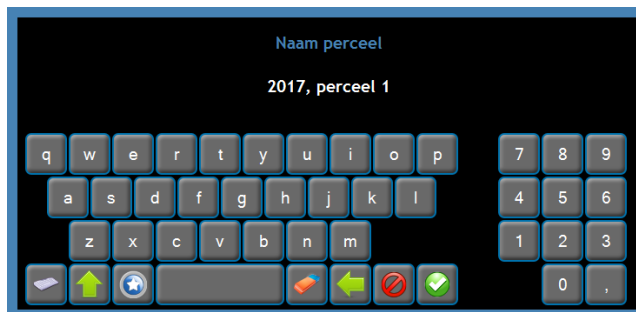 Naam perceel
2017, perceel 1
q w e r t y u i o p 7 8 9
a s d f g h j k l 4 5 6
z x c v b n m 1 2 3
0 ,